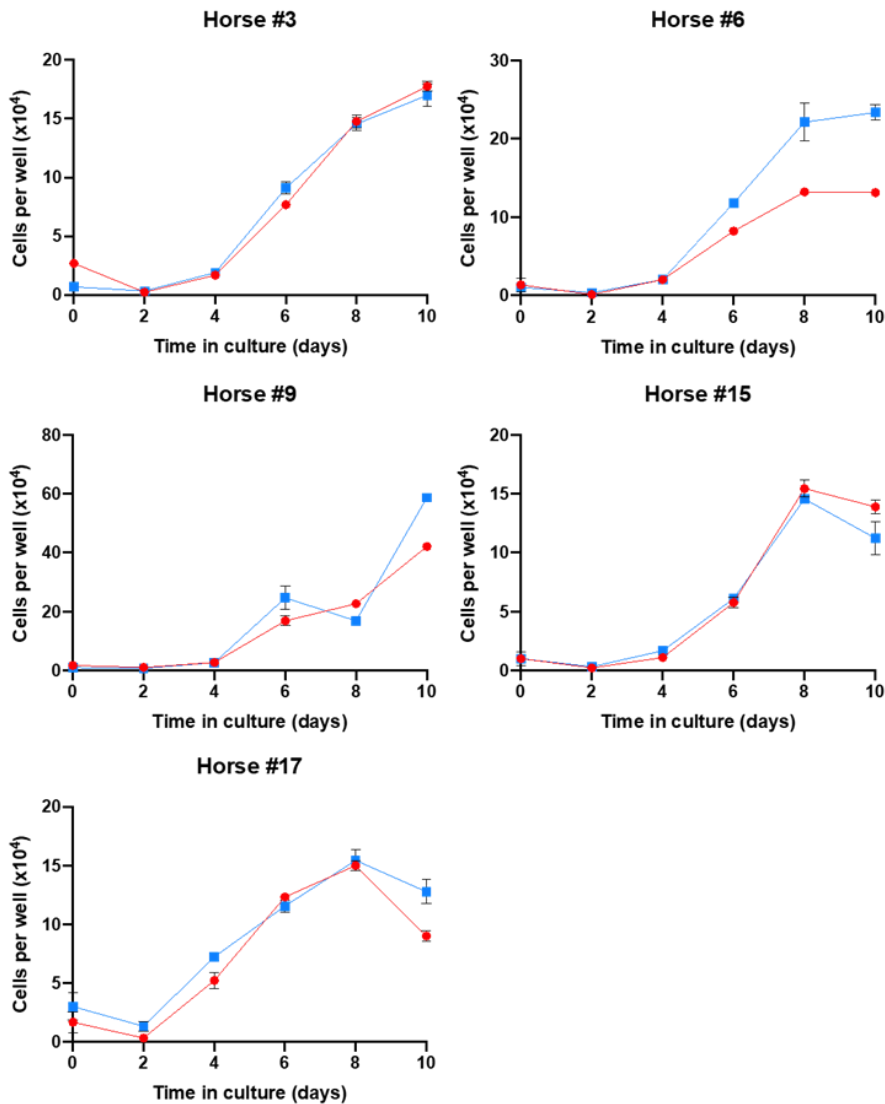 Horse #3
Cells per well (x10⁴)
20
15
10
5
0
0 2 4 6 8 10
Time in culture (days)
Horse #6
Cells per well (x10⁴)
30
20
10
0
0 2 4 6 8 10
Time in culture (days)
Horse #9
Cells per well (x10⁴)
80
60
40
20
0
0 2 4 6 8 10
Time in culture (days)
Horse #15
Cells per well (x10⁴)
20
15
10
5
0
0 2 4 6 8 10
Time in culture (days)
Horse #17
Cells per well (x10⁴)
20
15
10
5
0
0 2 4 6 8 10
Time in culture (days)